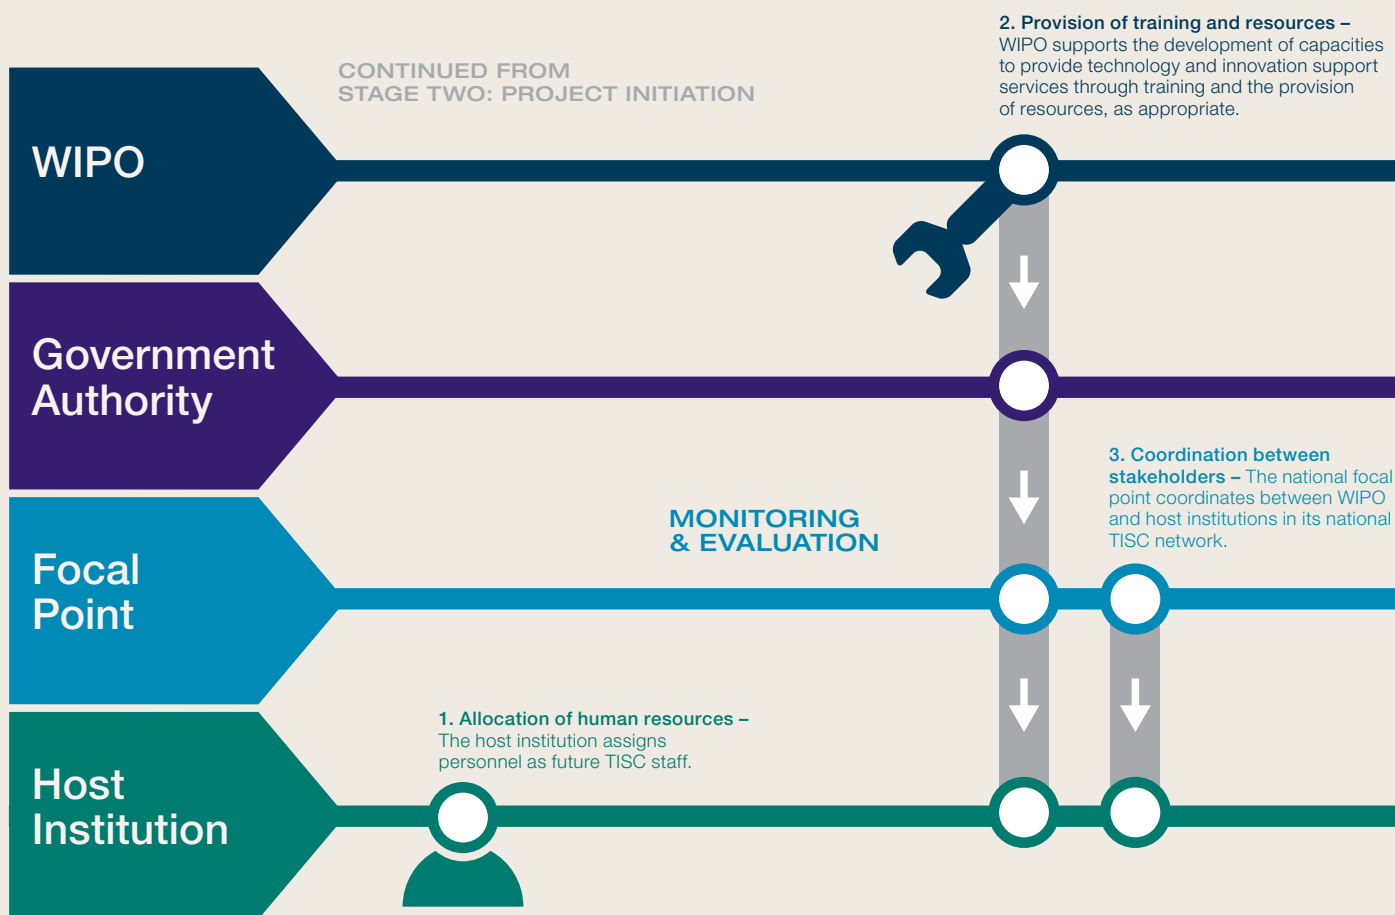 2. Provision of training and resources –
WIPO supports the development of capacities
to provide technology and innovation support
services through training and the provision
of resources, as appropriate.
CONTINUED FROM
STAGE TWO: PROJECT INITIATION
WIPO
Government
Authority
3. Coordination between
stakeholders – The national focal
point coordinates between WIPO
and host institutions in its national
TISC network.
MONITORING
& EVALUATION
Focal
Point
1. Allocation of human resources –
The host institution assigns
personnel as future TISC staff.
Host
Institution